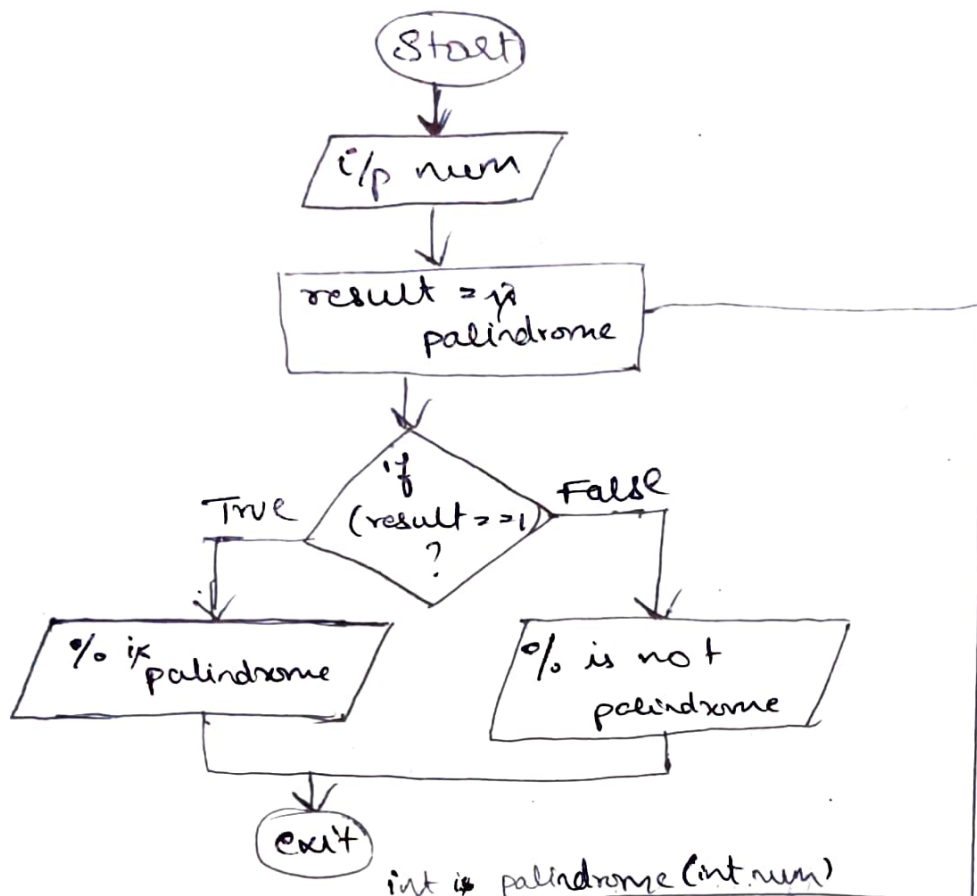 Start
i/p num
result = is
palindrome
if
(result==1)
?
True
False
o/p is
palindrome
o/p is not
palindrome
exit
int is palindrome (int num)